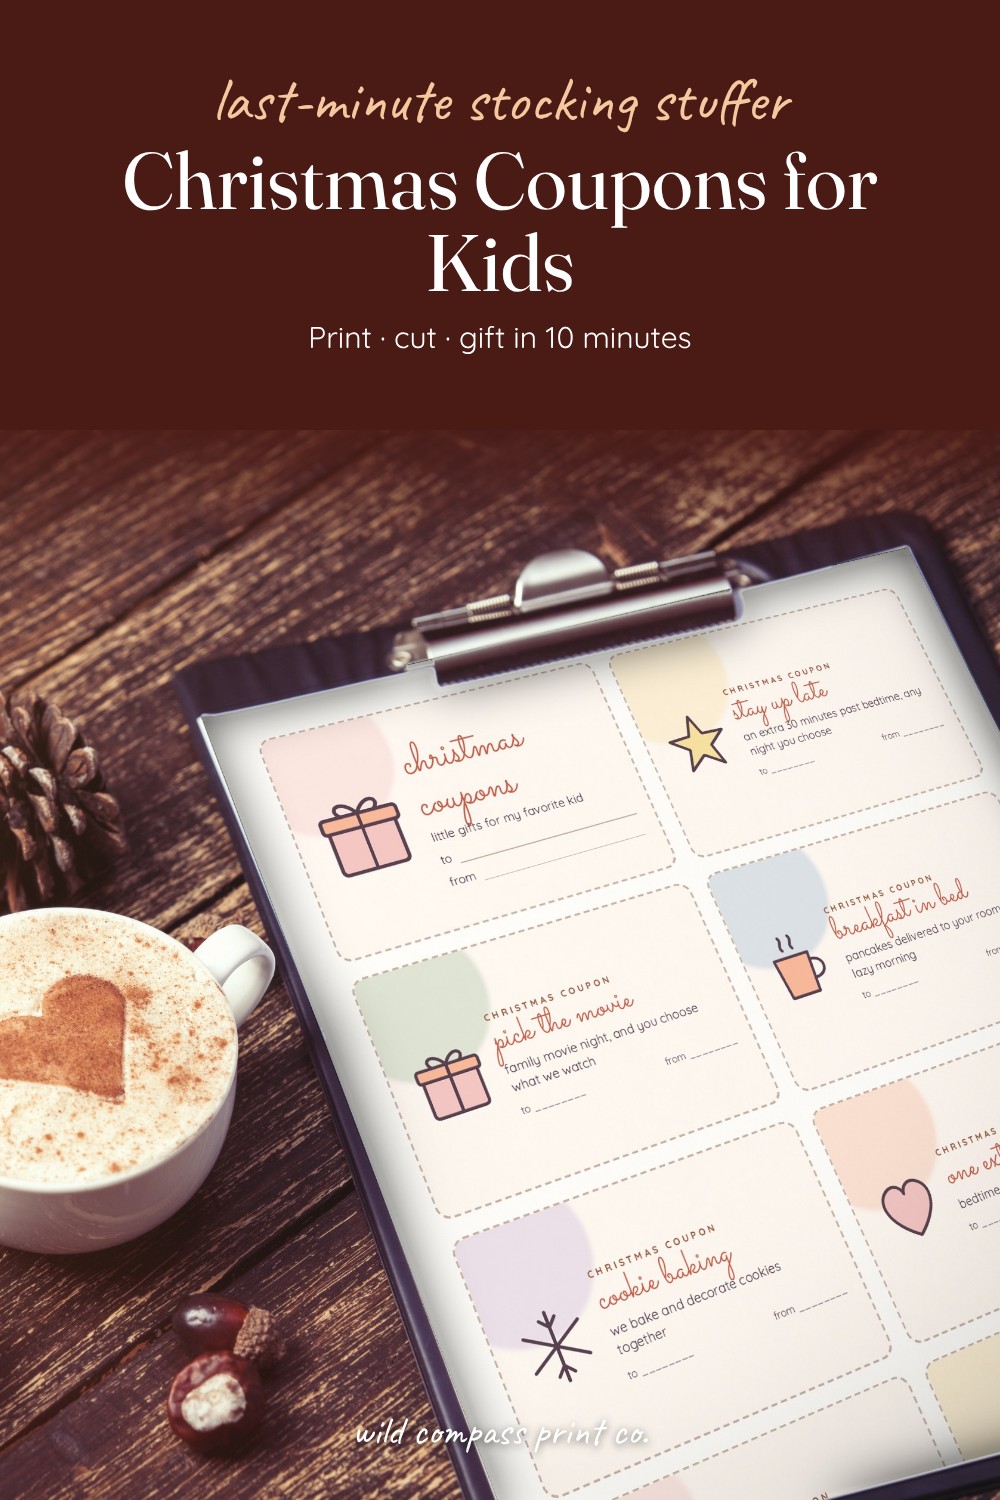 last-minute stocking stuffer
Christmas Coupons for
Kids
Print · cut · gift in 10 minutes
christmas
coupons
little gifts for my favorite kid
to
from
CHRISTMAS COUPON
stay up late
an extra 30 minutes past bedtime, any
night you choose
to
from
CHRISTMAS COUPON
pick the movie
family movie night, and you choose
what we watch
to
from
CHRISTMAS COUPON
breakfast in bed
pancakes delivered to your room
lazy morning
to
CHRISTMAS COUPON
cookie baking
we bake and decorate cookies
together
to
from
CHRISTMAS
one
bedtime
to
wild compass print co.